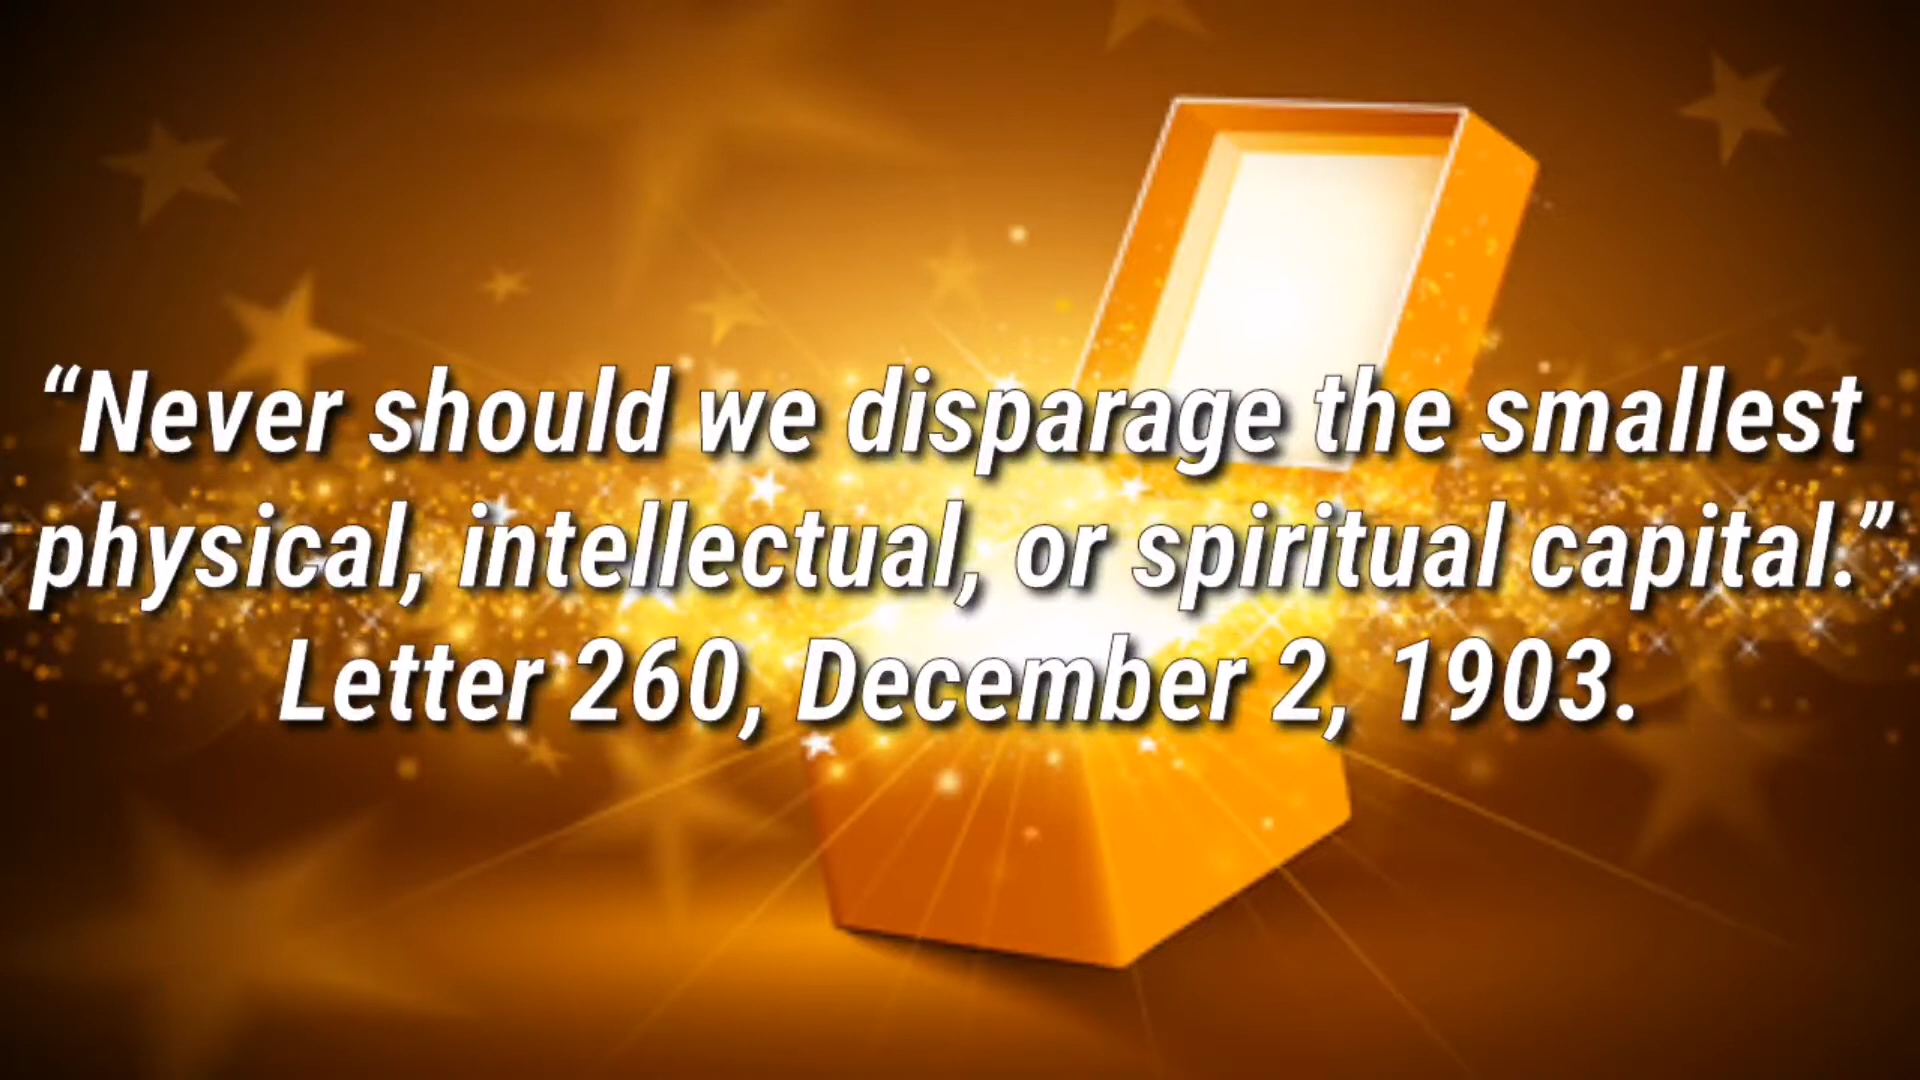 “Never should we disparage the smallest
physical, intellectual, or spiritual capital.”
Letter 260, December 2, 1903.